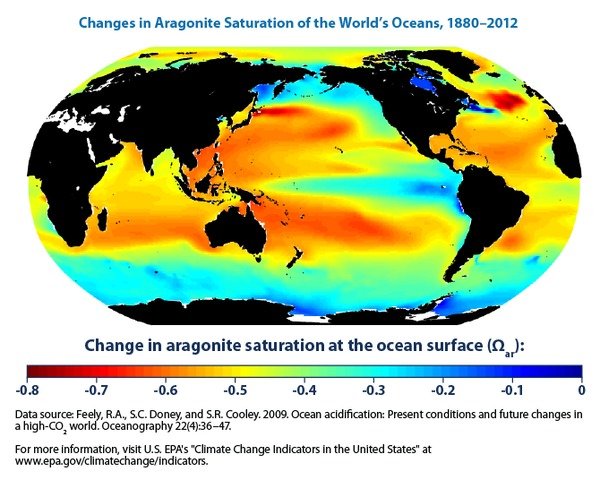 Changes in Aragonite Saturation of the World's Oceans, 1880–2012
Change in aragonite saturation at the ocean surface (Ωar):
-0.8 -0.7 -0.6 -0.5 -0.4 -0.3 -0.2 -0.1 0
Data source: Feely, R.A., S.C. Doney, and S.R. Cooley. 2009. Ocean acidification: Present conditions and future changes in
a high-CO2 world. Oceanography 22(4):36–47.
For more information, visit U.S. EPA's "Climate Change Indicators in the United States" at
www.epa.gov/climatechange/indicators.